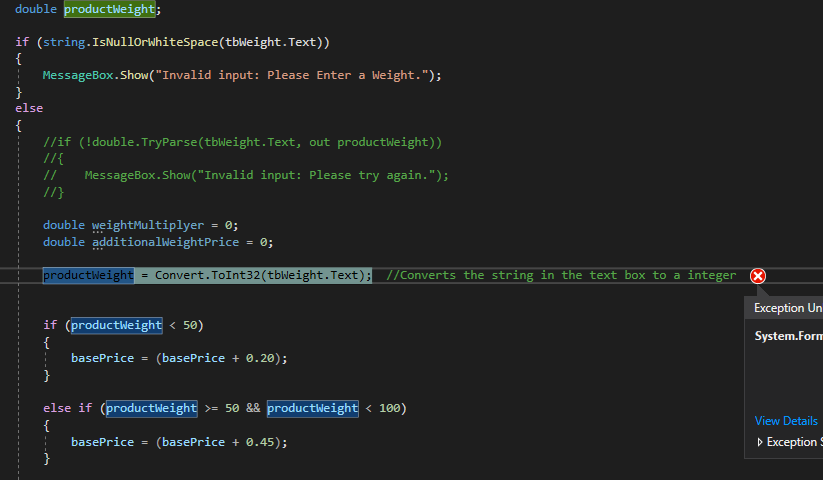 double productWeight;
if (string.IsNullOrWhiteSpace(tbWeight.Text))
{
MessageBox.Show("Invalid input: Please Enter a Weight.");
}
else
{
//if (!double.TryParse(tbWeight.Text, out productWeight))
//{
//    MessageBox.Show("Invalid input: Please try again.");
//}
double weightMultiplyer = 0;
double additionalWeightPrice = 0;
productWeight = Convert.ToInt32(tbWeight.Text);  //Converts the string in the text box to a integer
Exception Un
System.Form
if (productWeight < 50)
{
basePrice = (basePrice + 0.20);
}
else if (productWeight >= 50 && productWeight < 100)
{
basePrice = (basePrice + 0.45);
}
View Details
Exception S